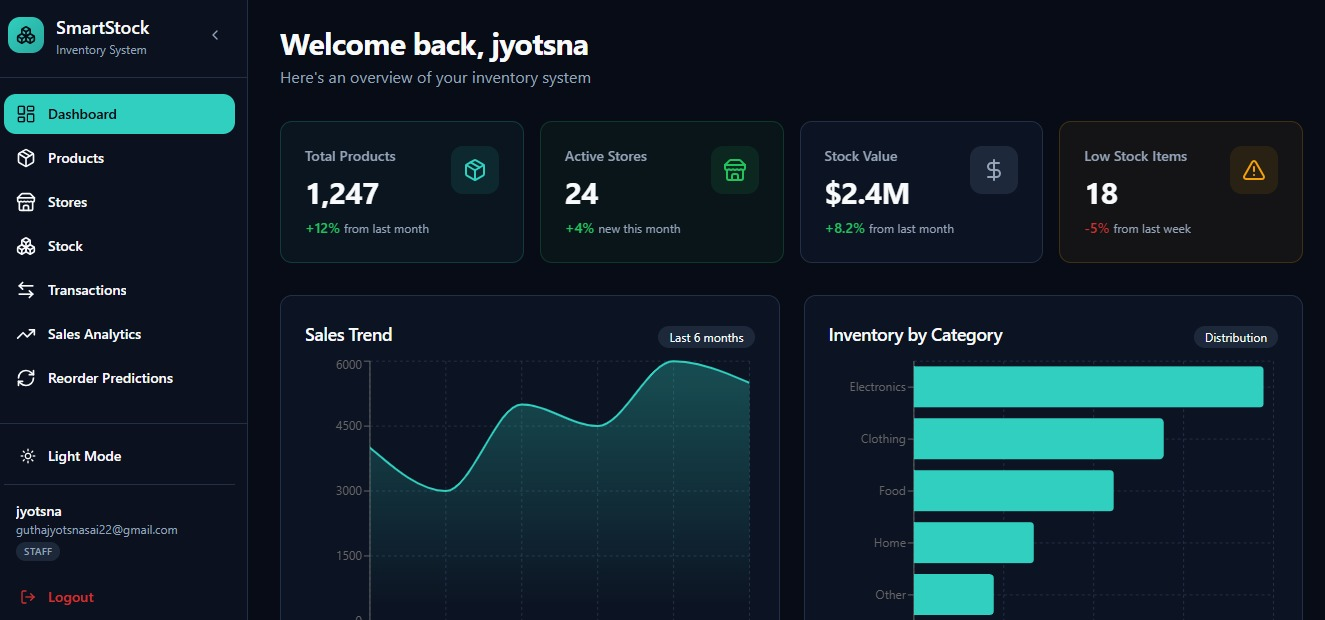 SmartStock
Inventory System
Dashboard
Products
Stores
Stock
Transactions
Sales Analytics
Reorder Predictions
Light Mode
jyotsna
guthajyotsnasai22@gmail.com
STAFF
Logout
Welcome back, jyotsna
Here's an overview of your inventory system
Total Products
1,247
+12% from last month
Active Stores
24
+4% new this month
Stock Value
$2.4M
+8.2% from last month
Low Stock Items
18
-5% from last week
Sales Trend
Last 6 months
6000
4500
3000
1500
0
Inventory by Category
Distribution
Electronics
Clothing
Food
Home
Other